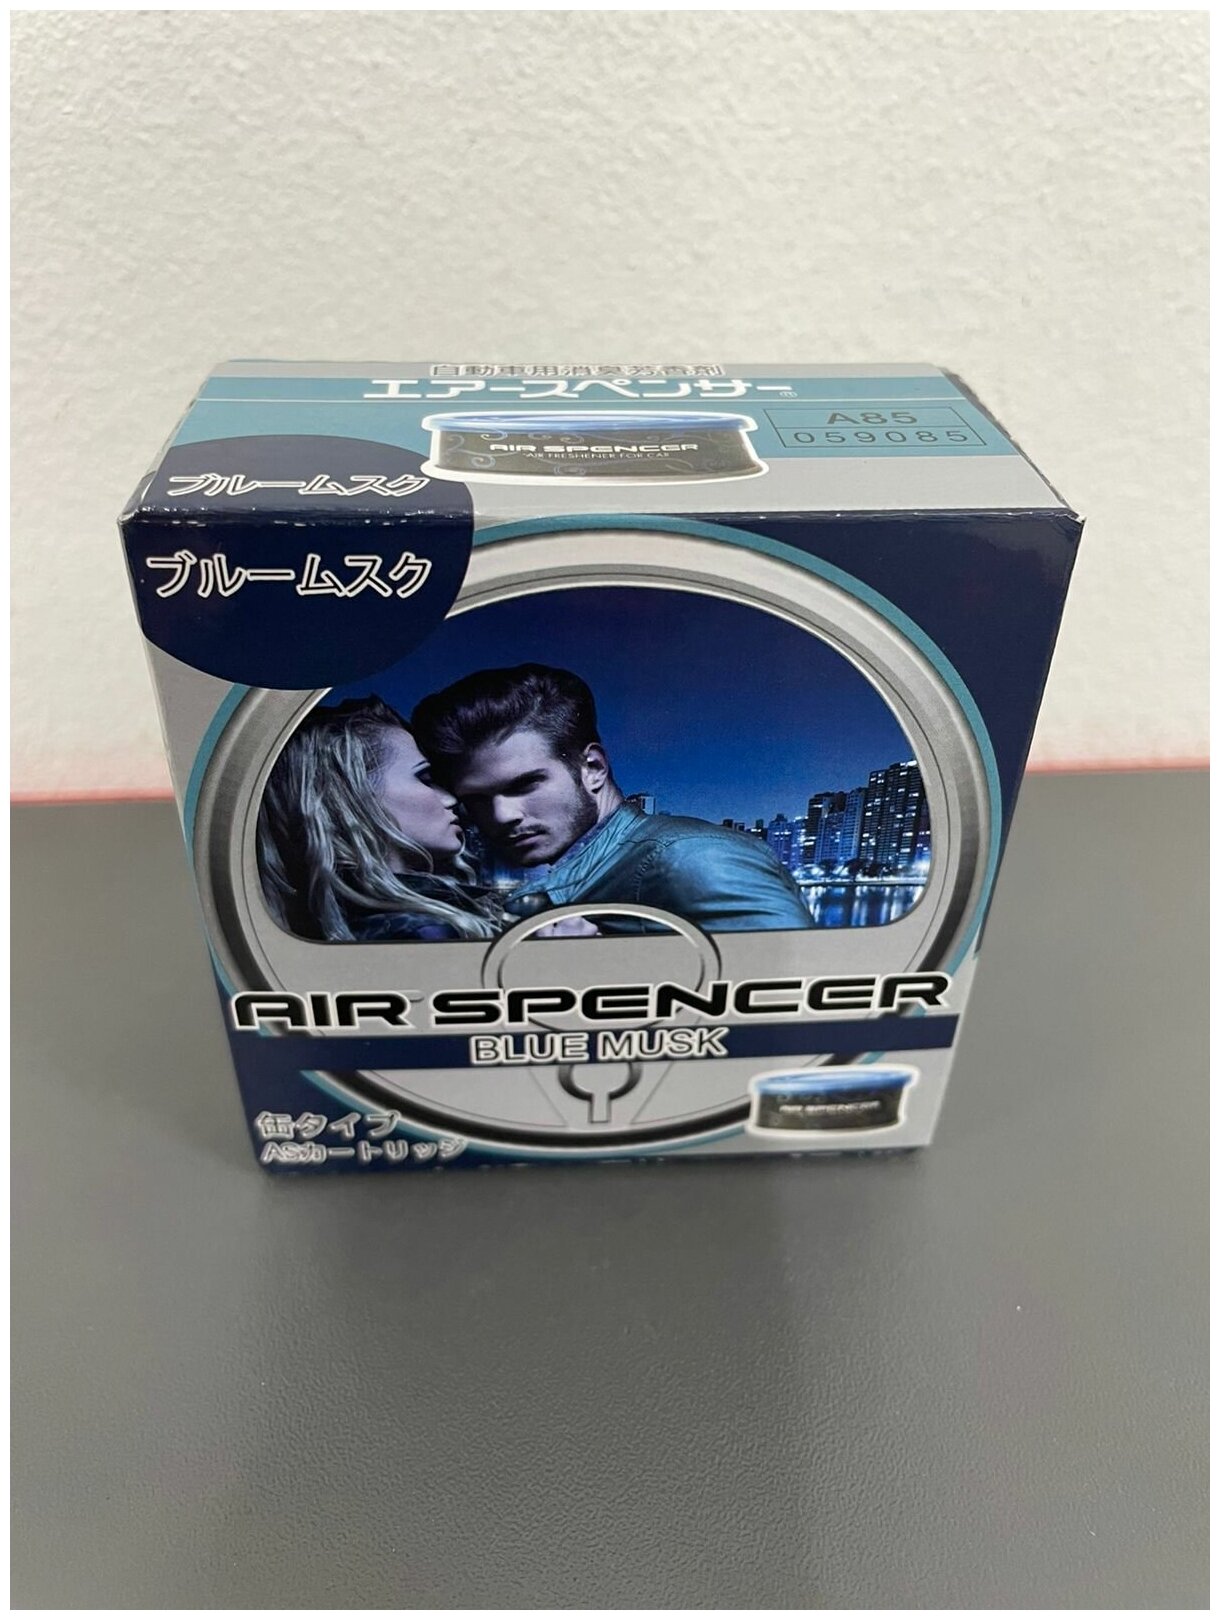 自動車用消臭芳香剤
エアースペンサー®
A85
059085
AIR SPENCER
AIR FRESHENER FOR CAR
ブルームスク
ブルームスク
AIR SPENCER
BLUE MUSK
AIR SPENCER
缶タイプ
ASカートリッジ